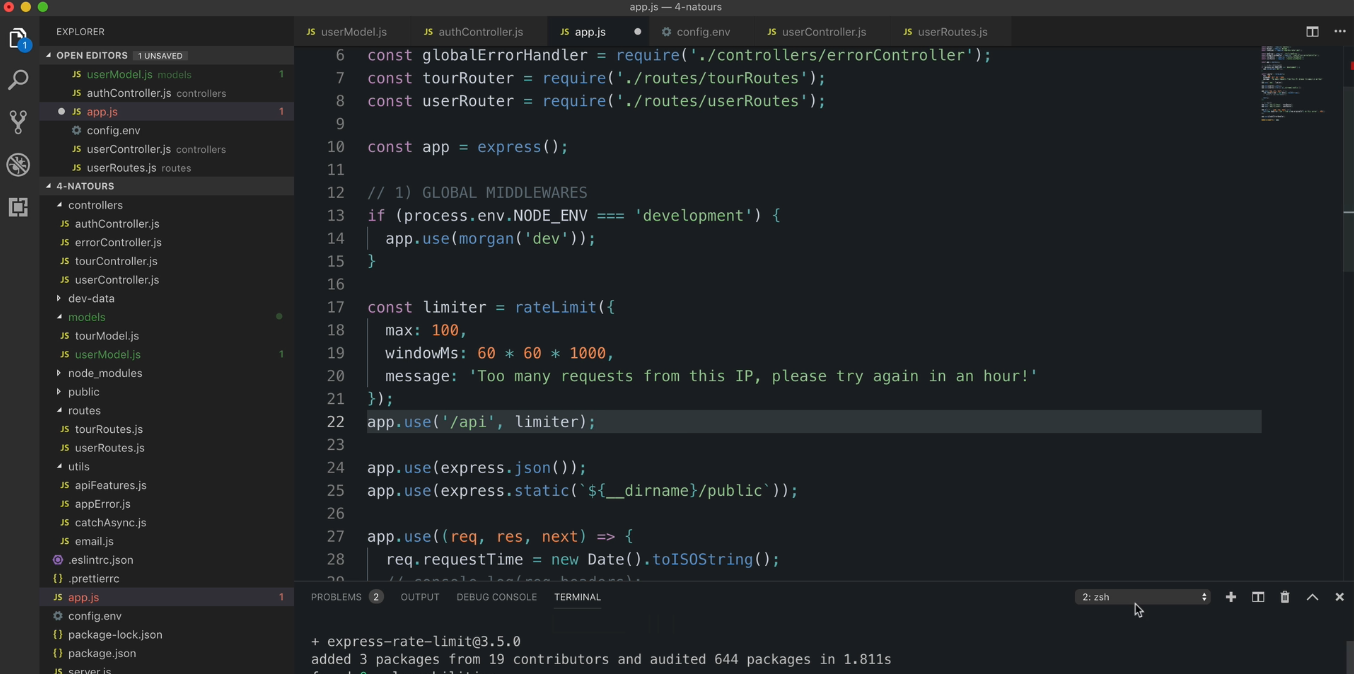 app.js — 4-natours
EXPLORER
OPEN EDITORS 1 UNSAVED
JS userModel.js models 1
JS authController.js controllers
JS app.js 1
config.env
JS userController.js controllers
JS userRoutes.js routes
4-NATOURS
controllers
JS authController.js
JS errorController.js
JS tourController.js
JS userController.js
dev-data
models
JS tourModel.js
JS userModel.js 1
node_modules
public
routes
JS tourRoutes.js
JS userRoutes.js
utils
JS apiFeatures.js
JS appError.js
JS catchAsync.js
JS email.js
.eslintrc.json
{} .prettierrc
JS app.js 1
config.env
{} package-lock.json
{} package.json
JS server.js
1
JS userModel.js JS authController.js JS app.js config.env JS userController.js JS userRoutes.js
6 const globalErrorHandler = require('./controllers/errorController');
7 const tourRouter = require('./routes/tourRoutes');
8 const userRouter = require('./routes/userRoutes');
9
10 const app = express();
11
12 // 1) GLOBAL MIDDLEWARES
13 if (process.env.NODE_ENV === 'development') {
14 app.use(morgan('dev'));
15 }
16
17 const limiter = rateLimit({
18 max: 100,
19 windowMs: 60 * 60 * 1000,
20 message: 'Too many requests from this IP, please try again in an hour!'
21 });
22 app.use('/api', limiter);
23
24 app.use(express.json());
25 app.use(express.static(`${__dirname}/public`));
26
27 app.use((req, res, next) => {
28 req.requestTime = new Date().toISOString();
29 // console.log(req.headers);
PROBLEMS 2 OUTPUT DEBUG CONSOLE TERMINAL 2: zsh
+ express-rate-limit@3.5.0
added 3 packages from 19 contributors and audited 644 packages in 1.811s